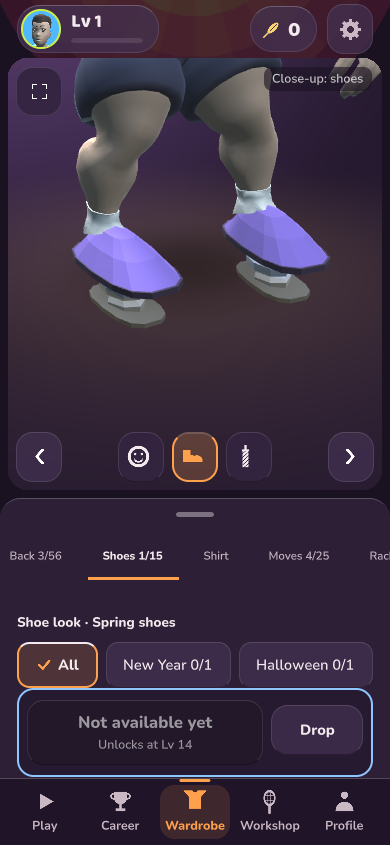 Lv 1
0
Close-up: shoes
Back 3/56
Shoes 1/15
Shirt
Moves 4/25
Shoe look · Spring shoes
All
New Year 0/1
Halloween 0/1
Not available yet
Unlocks at Lv 14
Drop
Play
Career
Wardrobe
Workshop
Profile